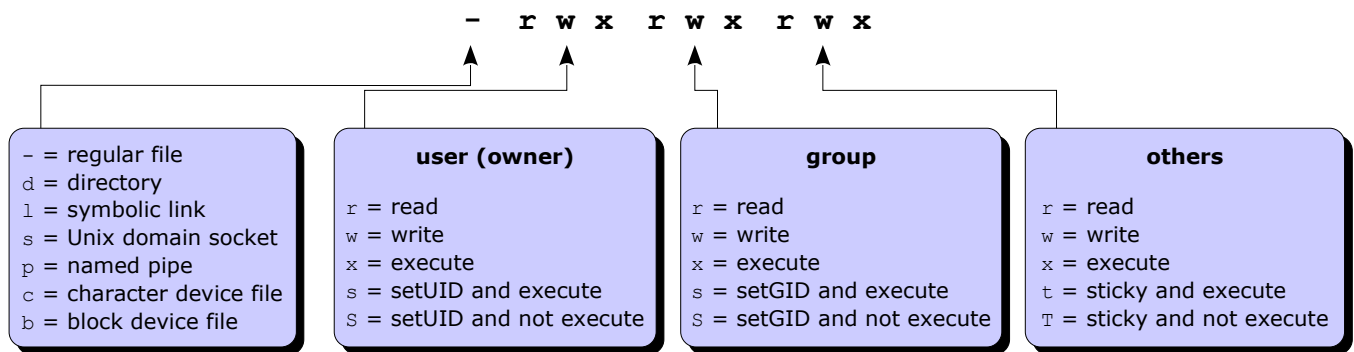 - r w x r w x r w x
- = regular file
d = directory
l = symbolic link
s = Unix domain socket
p = named pipe
c = character device file
b = block device file
user (owner)
r = read
w = write
x = execute
s = setUID and execute
S = setUID and not execute
group
r = read
w = write
x = execute
s = setGID and execute
S = setGID and not execute
others
r = read
w = write
x = execute
t = sticky and execute
T = sticky and not execute